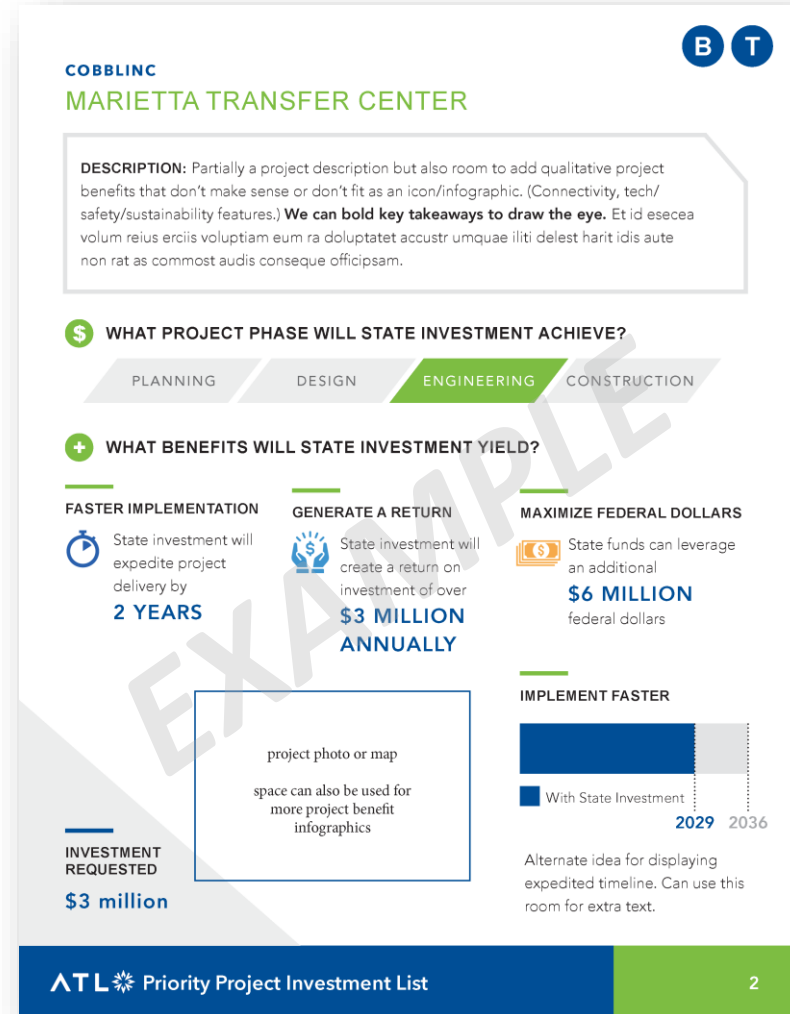 B T
COBBLINC
MARIETTA TRANSFER CENTER
DESCRIPTION: Partially a project description but also room to add qualitative project
benefits that don't make sense or don't fit as an icon/infographic. (Connectivity, tech/
safety/sustainability features.) We can bold key takeaways to draw the eye. Et id esecea
volum reius erciis voluptiam eum ra doluptatet accustr umquae iliti delest harit idis aute
non rat as commost audis conseque officipsam.
$ WHAT PROJECT PHASE WILL STATE INVESTMENT ACHIEVE?
PLANNING DESIGN ENGINEERING CONSTRUCTION
+ WHAT BENEFITS WILL STATE INVESTMENT YIELD?
FASTER IMPLEMENTATION
State investment will
expedite project
delivery by
2 YEARS
GENERATE A RETURN
$
State investment will
create a return on
investment of over
$3 MILLION
ANNUALLY
MAXIMIZE FEDERAL DOLLARS
$
State funds can leverage
an additional
$6 MILLION
federal dollars
EXAMPLE
project photo or map
space can also be used for
more project benefit
infographics
IMPLEMENT FASTER
With State Investment
2029 2036
Alternate idea for displaying
expedited timeline. Can use this
room for extra text.
INVESTMENT
REQUESTED
$3 million
ATL Priority Project Investment List
2